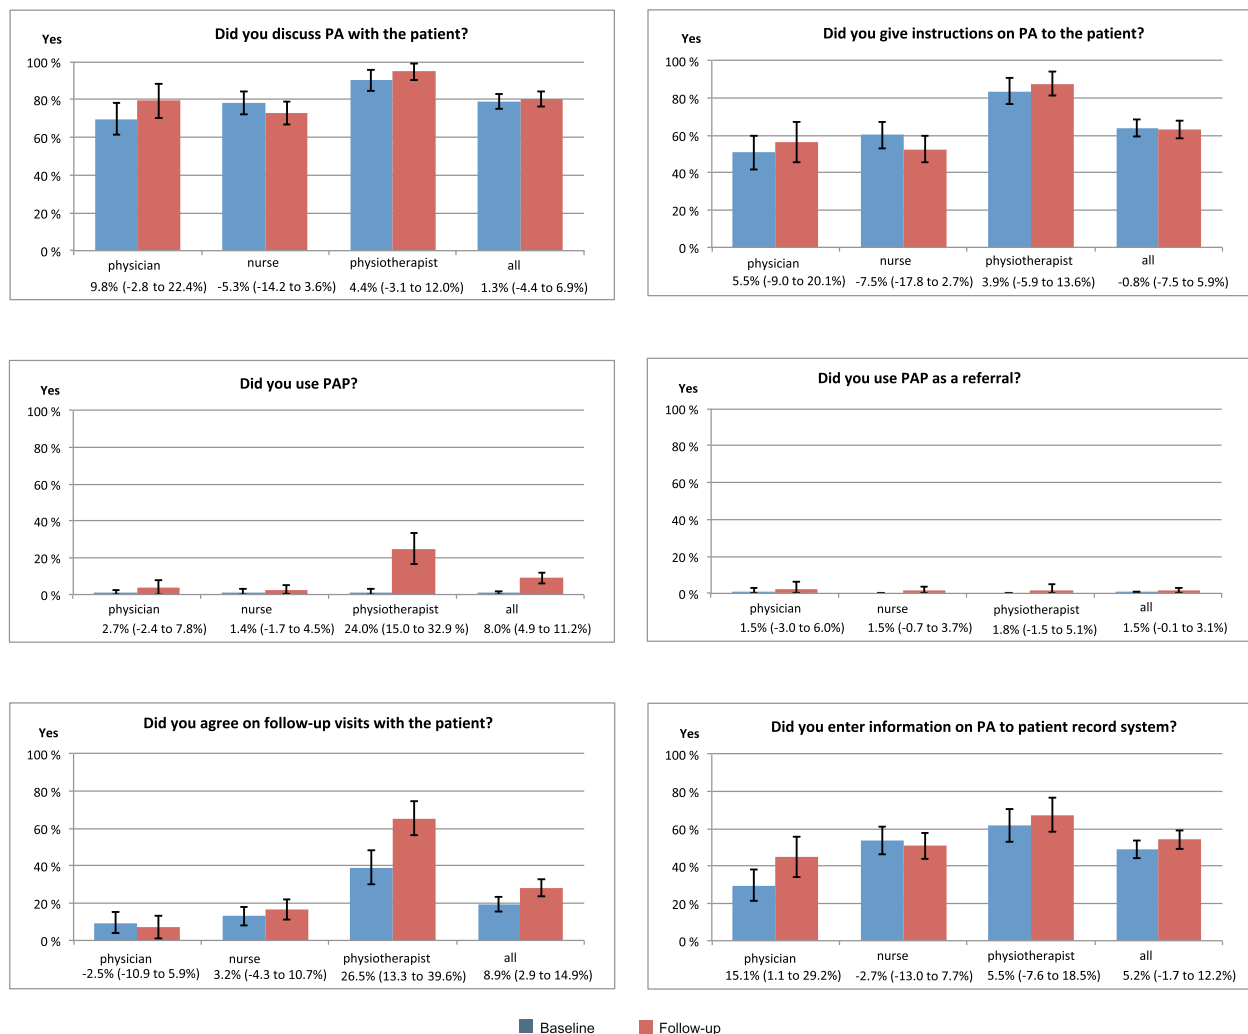 Did you discuss PA with the patient?
Yes
100 %
80 %
60 %
40 %
20 %
0 %
physician nurse physiotherapist all
9.8% (-2.8 to 22.4%) -5.3% (-14.2 to 3.6%) 4.4% (-3.1 to 12.0%) 1.3% (-4.4 to 6.9%)
Did you give instructions on PA to the patient?
Yes
100 %
80 %
60 %
40 %
20 %
0 %
physician nurse physiotherapist all
5.5% (-9.0 to 20.1%) -7.5% (-17.8 to 2.7%) 3.9% (-5.9 to 13.6%) -0.8% (-7.5 to 5.9%)
Did you use PAP?
Yes
100 %
80 %
60 %
40 %
20 %
0 %
physician nurse physiotherapist all
2.7% (-2.4 to 7.8%) 1.4% (-1.7 to 4.5%) 24.0% (15.0 to 32.9 %) 8.0% (4.9 to 11.2%)
Did you use PAP as a referral?
Yes
100 %
80 %
60 %
40 %
20 %
0 %
physician nurse physiotherapist all
1.5% (-3.0 to 6.0%) 1.5% (-0.7 to 3.7%) 1.8% (-1.5 to 5.1%) 1.5% (-0.1 to 3.1%)
Did you agree on follow-up visits with the patient?
Yes
100 %
80 %
60 %
40 %
20 %
0 %
physician nurse physiotherapist all
-2.5% (-10.9 to 5.9%) 3.2% (-4.3 to 10.7%) 26.5% (13.3 to 39.6%) 8.9% (2.9 to 14.9%)
Did you enter information on PA to patient record system?
Yes
100 %
80 %
60 %
40 %
20 %
0 %
physician nurse physiotherapist all
15.1% (1.1 to 29.2%) -2.7% (-13.0 to 7.7%) 5.5% (-7.6 to 18.5%) 5.2% (-1.7 to 12.2%)
Baseline Follow-up